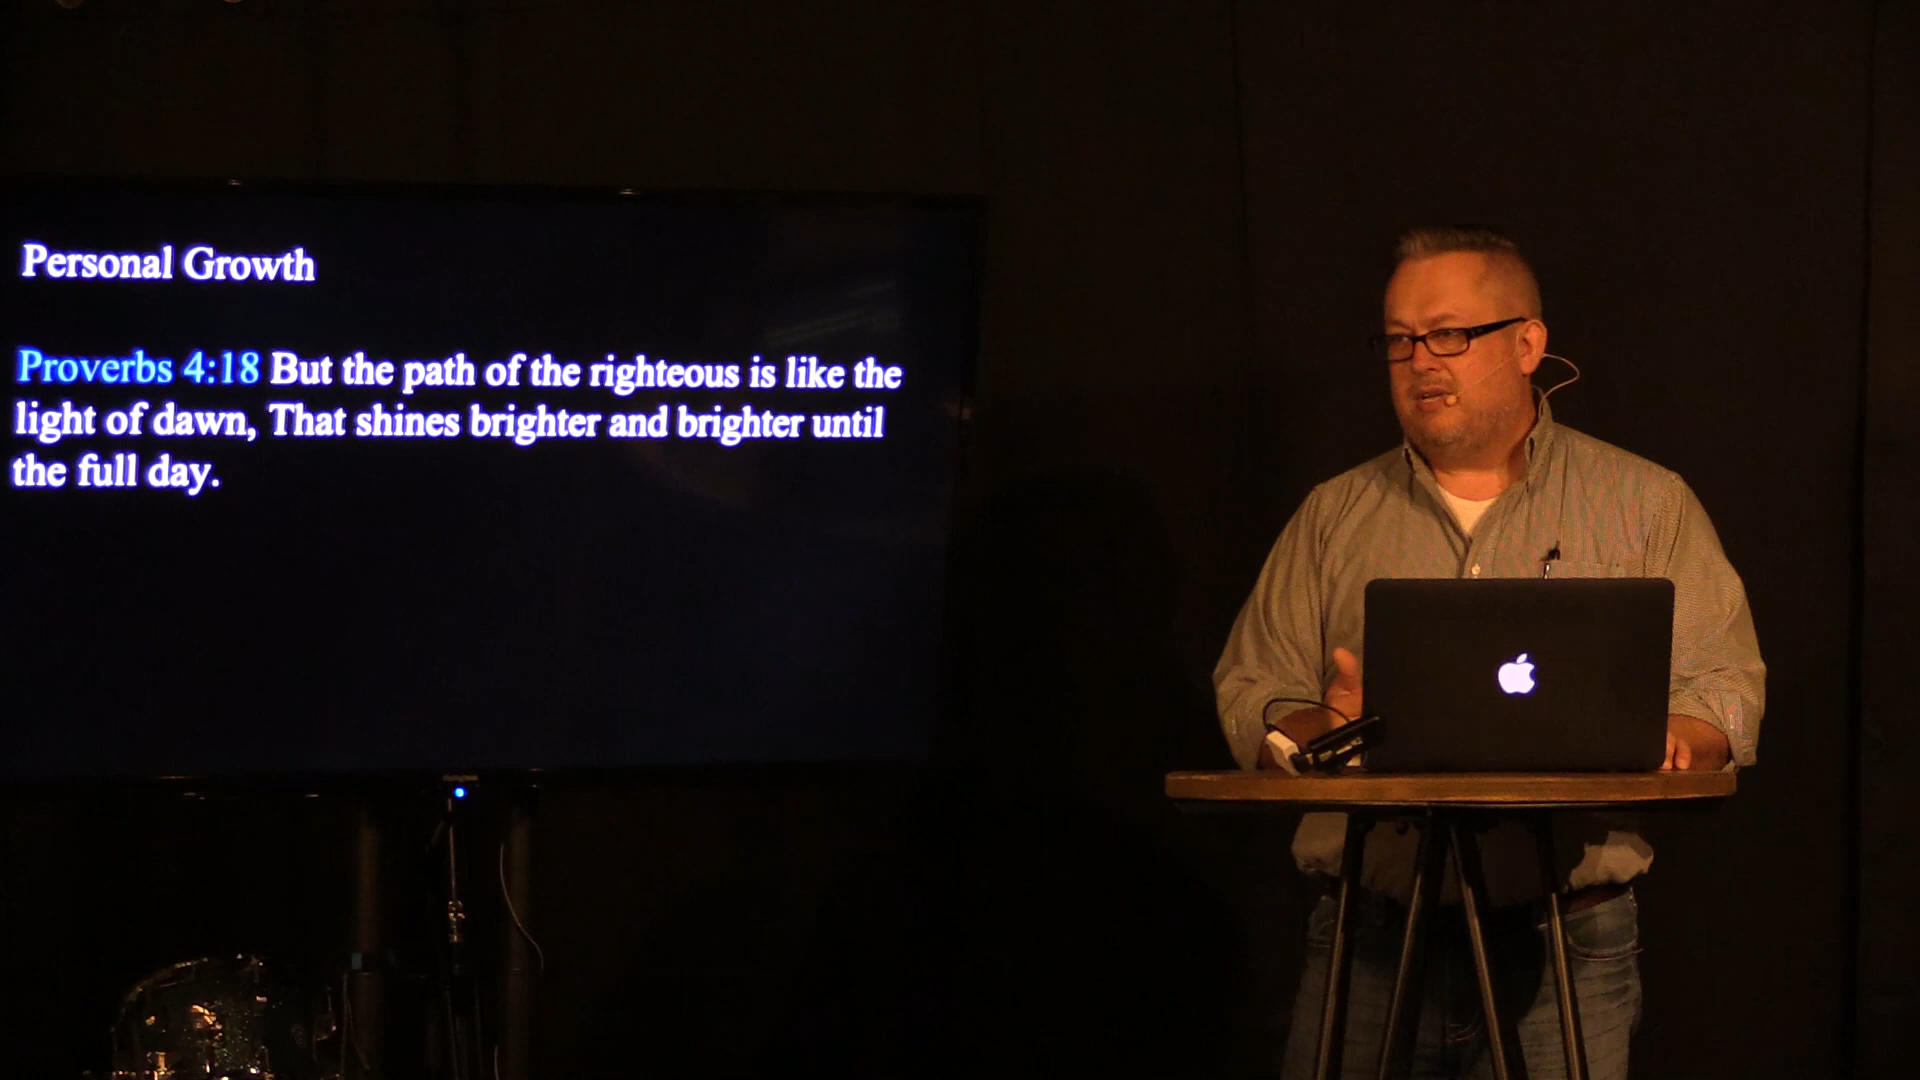 Personal Growth
Proverbs 4:18 But the path of the righteous is like the
light of dawn, That shines brighter and brighter until
the full day.